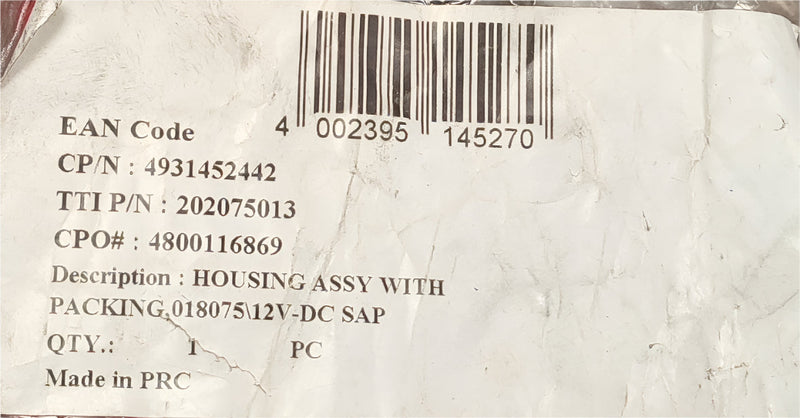 4 002395 145270
EAN Code
CP/N : 4931452442
TTI P/N : 202075013
CPO# : 4800116869
Description : HOUSING ASSY WITH
PACKING,018075\12V-DC SAP
QTY.: 1 PC
Made in PRC